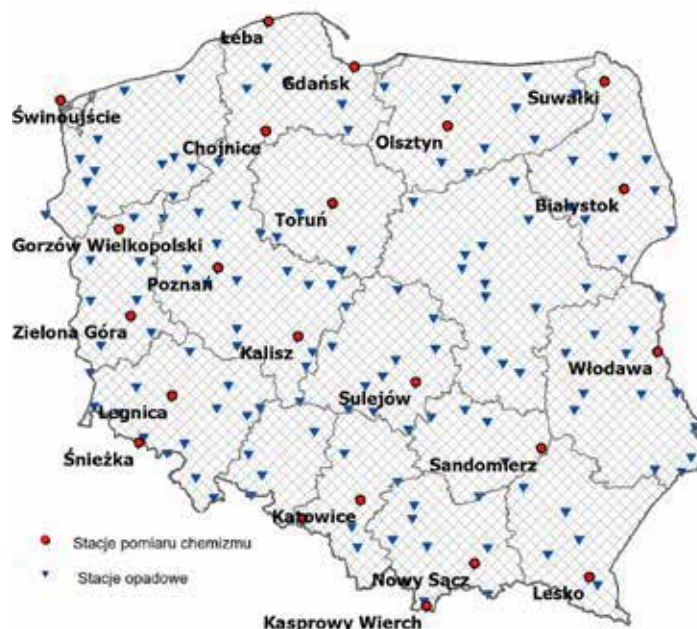 Łeba
Gdańsk
Suwałki
Świnoujście
Chojnice
Olsztyn
Toruń
Białystok
Gorzów Wielkopolski
Poznań
Zielona Góra
Kalisz
Włodawa
Sulejów
Legnica
Śnieżka
Sandomierz
Katowice
Stacje pomiaru chemizmu
Stacje opadowe
Nowy Sącz
Lesko
Kasprowy Wierch